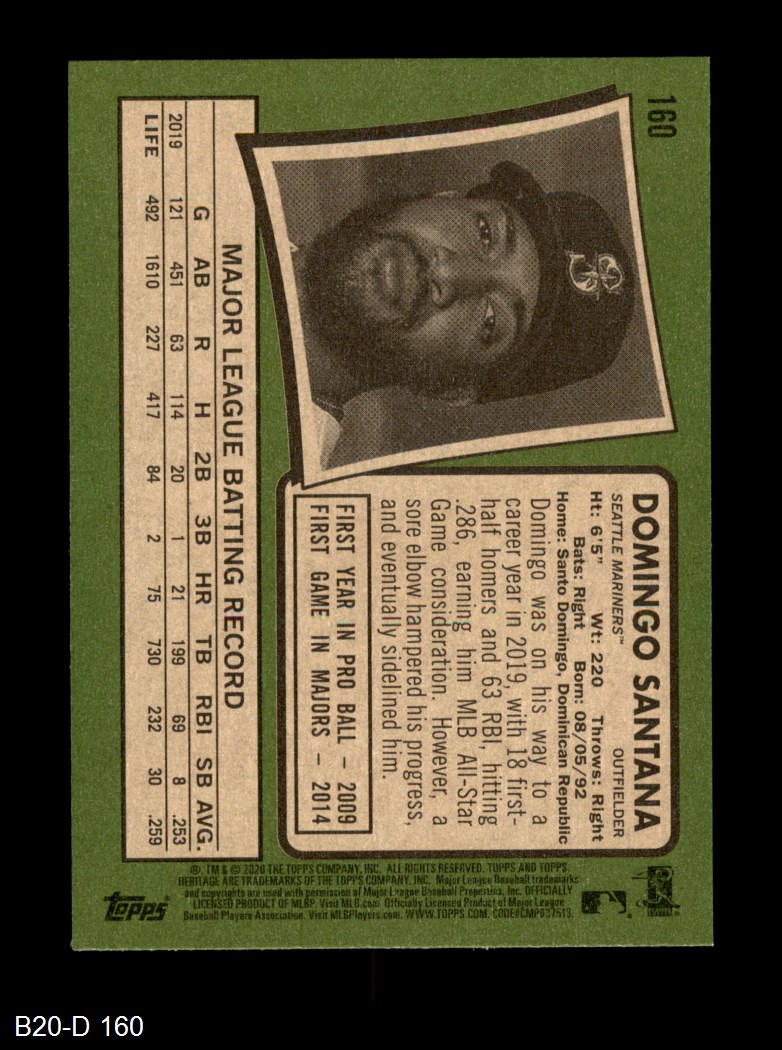 160
DOMINGO SANTANA
SEATTLE MARINERS™ OUTFIELDER
Ht: 6'5" Wt: 220 Throws: Right
Bats: Right Born: 08/05/92
Home: Santo Domingo, Dominican Republic
Domingo was on his way to a
career year in 2019, with 18 first-
half homers and 63 RBI, hitting
.286, earning him MLB All-Star
Game consideration. However, a
sore elbow hampered his progress,
and eventually sidelined him.
FIRST YEAR IN PRO BALL – 2009
FIRST GAME IN MAJORS – 2014
MAJOR LEAGUE BATTING RECORD
G AB R H 2B 3B HR TB RBI SB AVG.
2019 121 451 63 114 20 1 21 199 69 8 .253
LIFE 492 1610 227 417 84 2 75 730 232 30 .259
®, TM & © 2020 THE TOPPS COMPANY, INC. ALL RIGHTS RESERVED. TOPPS AND TOPPS
HERITAGE ARE TRADEMARKS OF THE TOPPS COMPANY, INC. Major League Baseball trademarks
and copyrights are used with permission of Major League Baseball Properties, Inc. OFFICIALLY
LICENSED PRODUCT OF MLBP. Visit MLB.com Officially Licensed Product of Major League
Baseball Players Association. Visit MLBPlayers.com. WWW.TOPPS.COM. CODE#CMP037513.
topps
B20-D 160